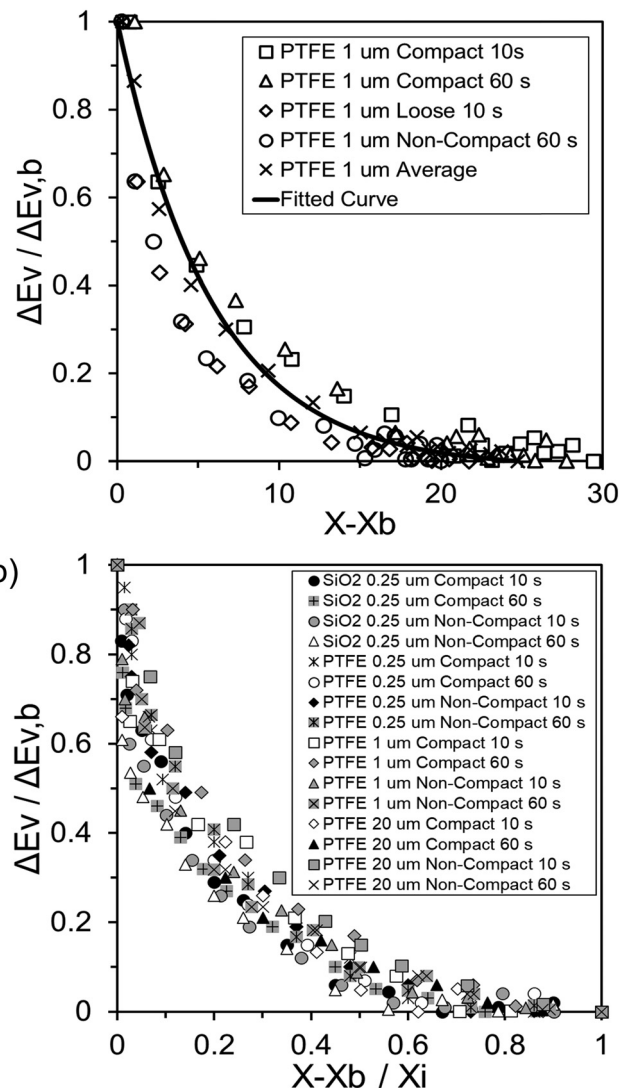 1
PTFE 1 um Compact 10s
PTFE 1 um Compact 60 s
PTFE 1 um Loose 10 s
PTFE 1 um Non-Compact 60 s
PTFE 1 um Average
Fitted Curve
0.8
0.6
0.4
0.2
0
ΔEv / ΔEv,b
0 10 20 30
X-Xb
)
1
SiO2 0.25 um Compact 10 s
SiO2 0.25 um Compact 60 s
SiO2 0.25 um Non-Compact 10 s
SiO2 0.25 um Non-Compact 60 s
PTFE 0.25 um Compact 10 s
PTFE 0.25 um Compact 60 s
PTFE 0.25 um Non-Compact 10 s
PTFE 0.25 um Non-Compact 60 s
PTFE 1 um Compact 10 s
PTFE 1 um Compact 60 s
PTFE 1 um Non-Compact 10 s
PTFE 1 um Non-Compact 60 s
PTFE 20 um Compact 10 s
PTFE 20 um Compact 60 s
PTFE 20 um Non-Compact 10 s
PTFE 20 um Non-Compact 60 s
0.8
0.6
0.4
0.2
0
ΔEv / ΔEv,b
0 0.2 0.4 0.6 0.8 1
X-Xb / Xi